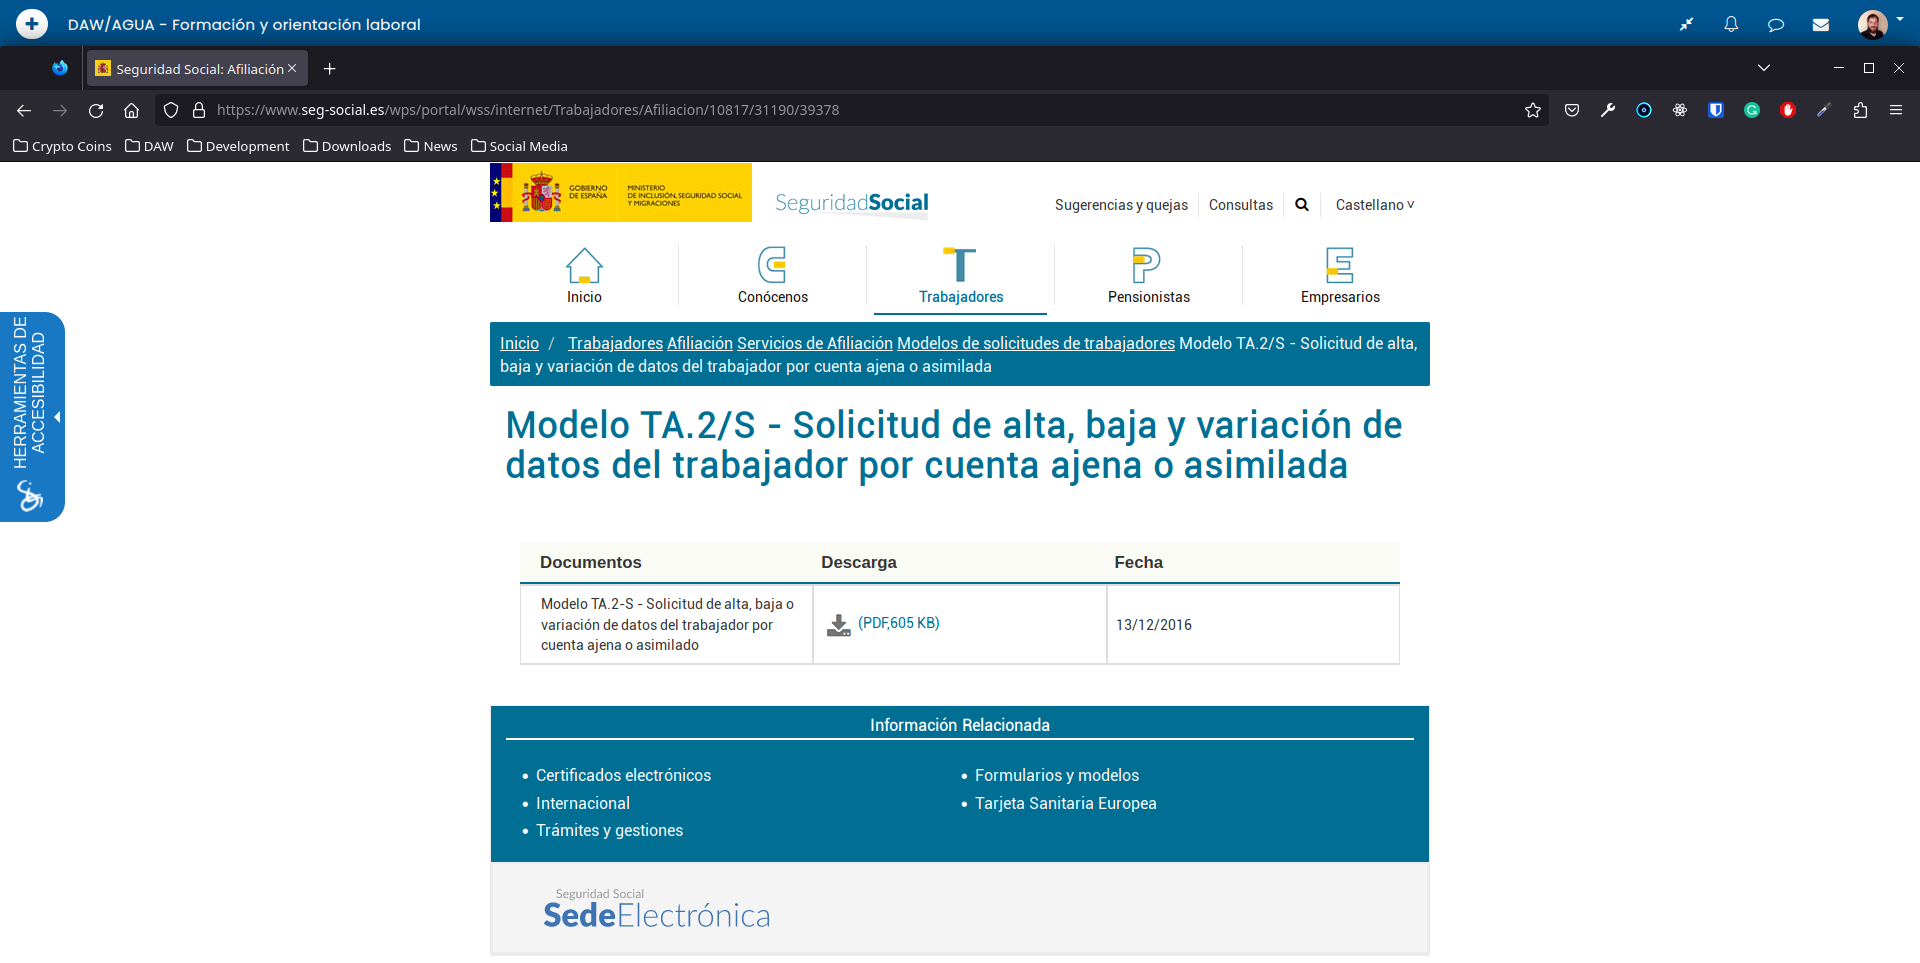 DAW/AGUA - Formación y orientación laboral
Seguridad Social: Afiliación
https://www.seg-social.es/wps/portal/wss/internet/Trabajadores/Afiliacion/10817/31190/39378
Crypto Coins DAW Development Downloads News Social Media
GOBIERNO
DE ESPAÑA
MINISTERIO
DE INCLUSIÓN, SEGURIDAD SOCIAL
Y MIGRACIONES
SeguridadSocial
Sugerencias y quejas Consultas Castellano
Inicio Conócenos Trabajadores Pensionistas Empresarios
HERRAMIENTAS DE
ACCESIBILIDAD
Inicio / Trabajadores Afiliación Servicios de Afiliación Modelos de solicitudes de trabajadores Modelo TA.2/S - Solicitud de alta,
baja y variación de datos del trabajador por cuenta ajena o asimilada
Modelo TA.2/S - Solicitud de alta, baja y variación de
datos del trabajador por cuenta ajena o asimilada
Documentos Descarga Fecha
Modelo TA.2-S - Solicitud de alta, baja o
variación de datos del trabajador por
cuenta ajena o asimilado
(PDF,605 KB)
13/12/2016
Información Relacionada
Certificados electrónicos
Internacional
Trámites y gestiones
Formularios y modelos
Tarjeta Sanitaria Europea
Seguridad Social
SedeElectrónica